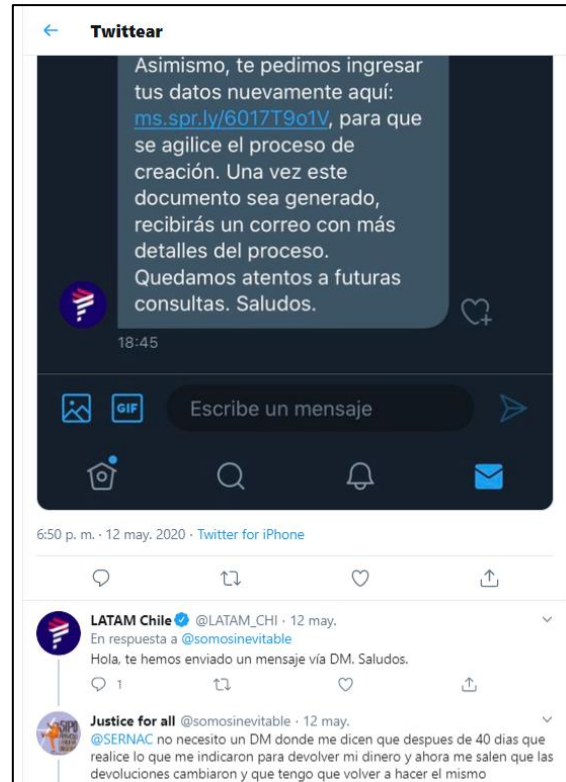 Twittear
Asimismo, te pedimos ingresar
tus datos nuevamente aquí:
ms.spr.ly/6017T9o1V, para que
se agilice el proceso de
creación. Una vez este
documento sea generado,
recibirás un correo con más
detalles del proceso.
Quedamos atentos a futuras
consultas. Saludos.
18:45
GIF
Escribe un mensaje
6:50 p. m. · 12 may. 2020 · Twitter for iPhone
LATAM Chile @LATAM_CHI · 12 may.
En respuesta a @somosinevitable
Hola, te hemos enviado un mensaje vía DM. Saludos.
1
Justice for all @somosinevitable · 12 may.
@SERNAC no necesito un DM donde me dicen que despues de 40 dias que
realice lo que me indicaron para devolver mi dinero y ahora me salen que las
devoluciones cambiaron y que tengo que volver a hacer el mismo